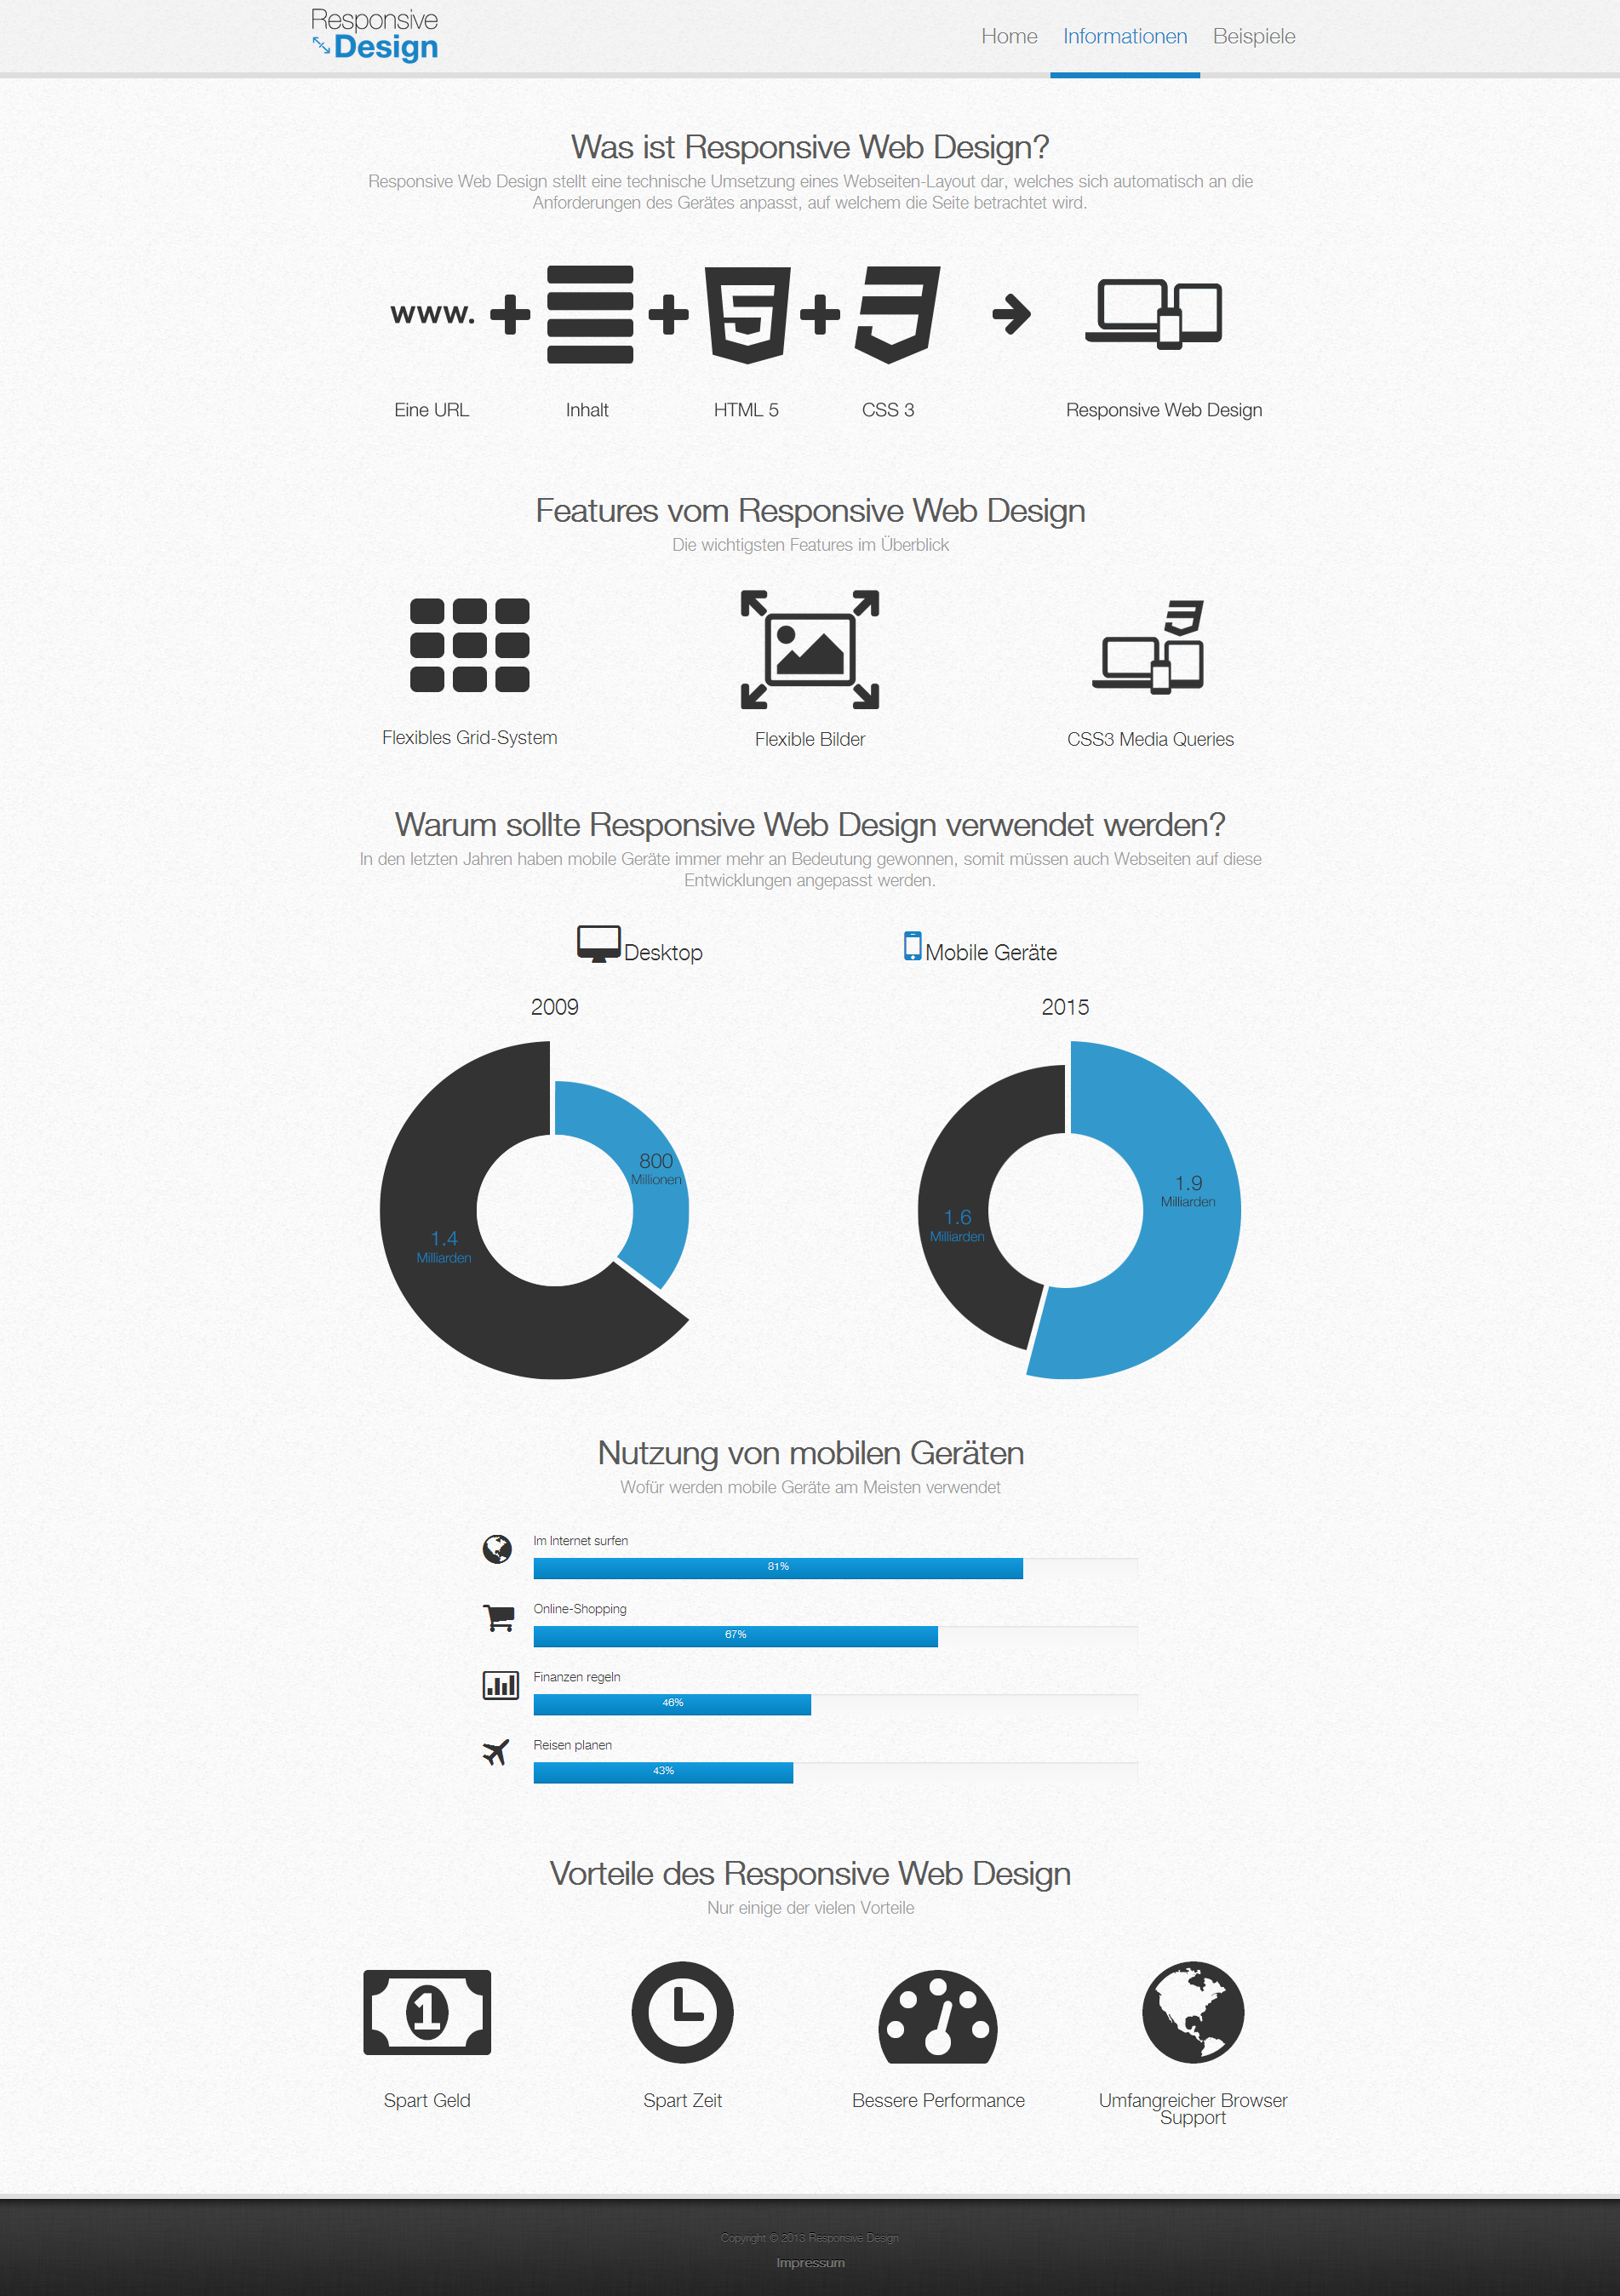 Responsive
Design
Home Informationen Beispiele
Was ist Responsive Web Design?
Responsive Web Design stellt eine technische Umsetzung eines Webseiten-Layout dar, welches sich automatisch an die
Anforderungen des Gerätes anpasst, auf welchem die Seite betrachtet wird.
www.
Eine URL Inhalt HTML 5 CSS 3 Responsive Web Design
Features vom Responsive Web Design
Die wichtigsten Features im Überblick
Flexibles Grid-System Flexible Bilder CSS3 Media Queries
Warum sollte Responsive Web Design verwendet werden?
In den letzten Jahren haben mobile Geräte immer mehr an Bedeutung gewonnen, somit müssen auch Webseiten auf diese
Entwicklungen angepasst werden.
Desktop Mobile Geräte
2009
800
Millionen
1.4
Milliarden
2015
1.9
Milliarden
1.6
Milliarden
Nutzung von mobilen Geräten
Wofür werden mobile Geräte am Meisten verwendet
Im Internet surfen
81%
Online-Shopping
67%
Finanzen regeln
46%
Reisen planen
43%
Vorteile des Responsive Web Design
Nur einige der vielen Vorteile
1
Spart Geld
Spart Zeit
Bessere Performance
Umfangreicher Browser
Support
Copyright © 2013 Responsive Design
Impressum